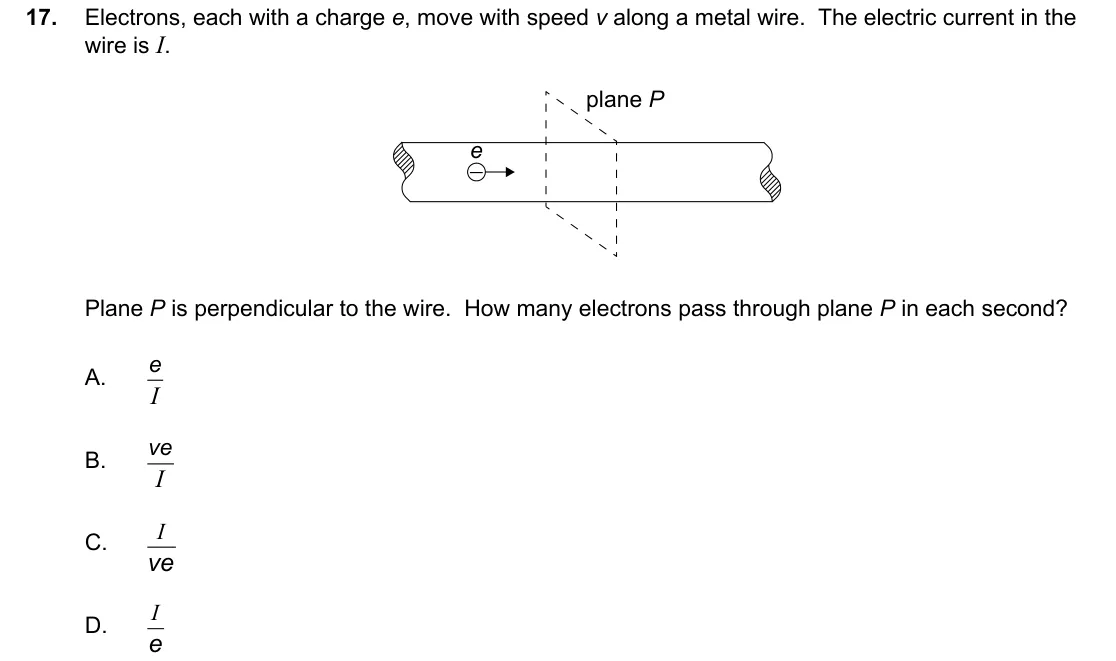 17. Electrons, each with a charge e, move with speed v along a metal wire. The electric current in the
wire is I.
plane P
e
Plane P is perpendicular to the wire. How many electrons pass through plane P in each second?
A. e/I
B. ve/I
C. I/ve
D. I/e